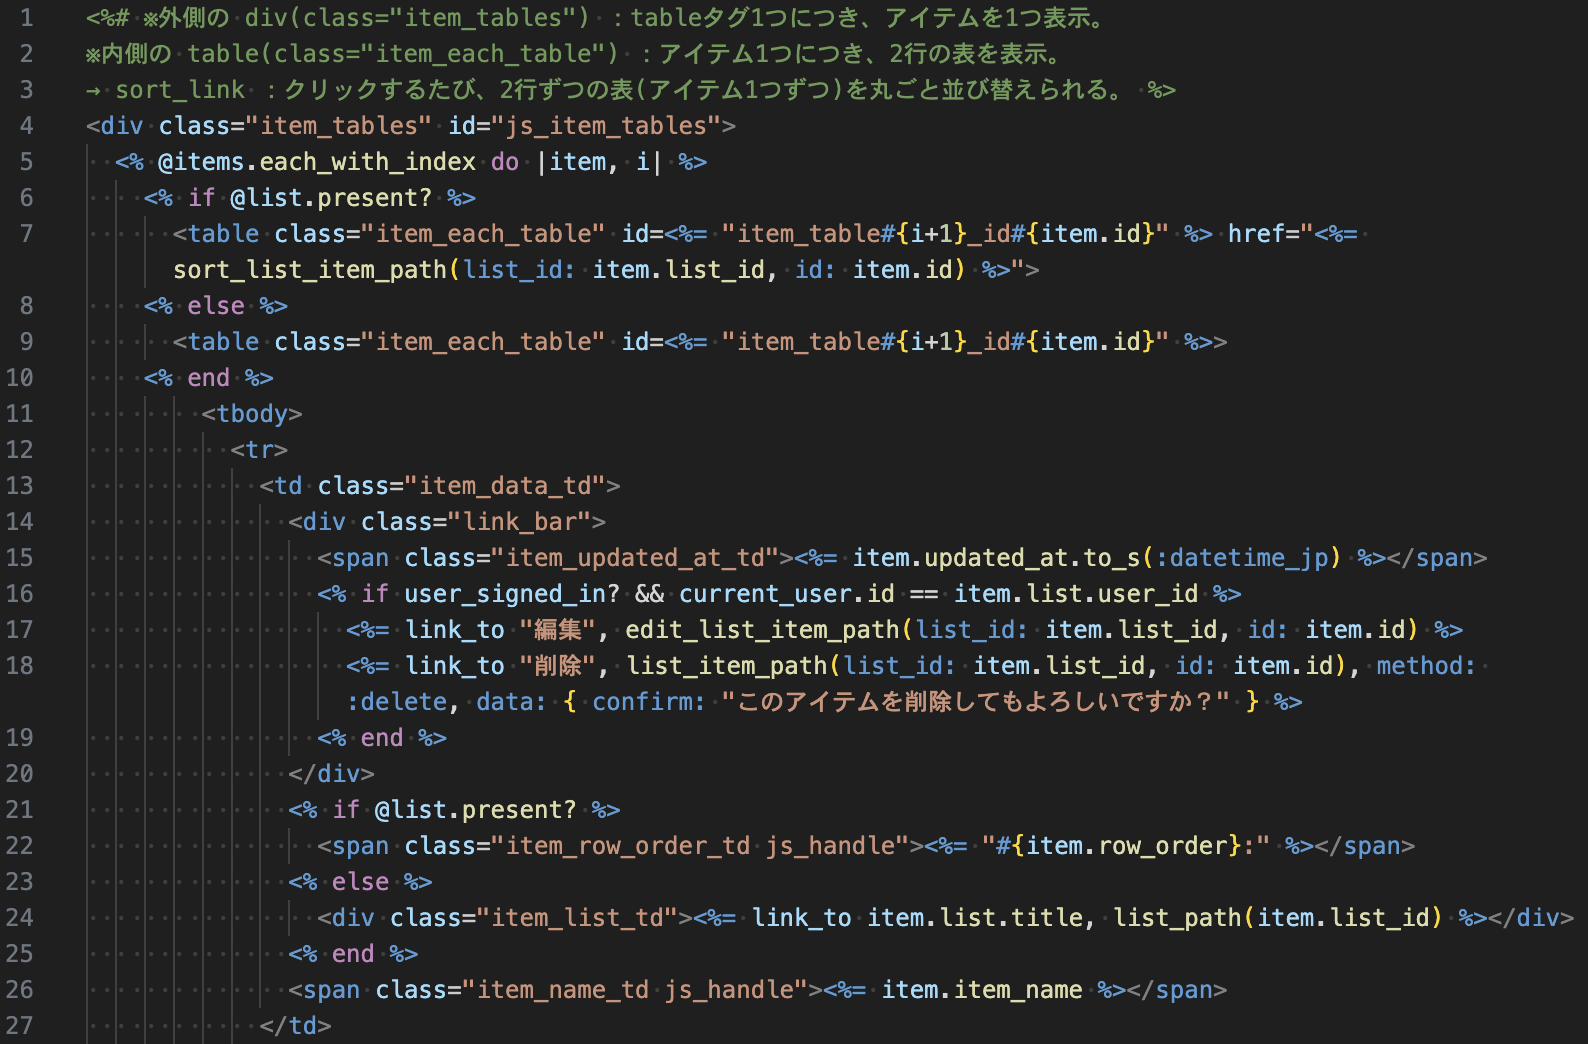 1 <%# ※外側の div(class="item_tables") ：tableタグ1つにつき、アイテムを1つ表示。
2 ※内側の table(class="item_each_table") ：アイテム1つにつき、2行の表を表示。
3 → sort_link ：クリックするたび、2行ずつの表(アイテム1つずつ)を丸ごと並び替えられる。 %>
4 <div class="item_tables" id="js_item_tables">
5 <% @items.each_with_index do |item, i| %>
6 <% if @list.present? %>
7 <table class="item_each_table" id=<%= "item_table#{i+1}_id#{item.id}" %> href="<%=
sort_list_item_path(list_id: item.list_id, id: item.id) %>">
8 <% else %>
9 <table class="item_each_table" id=<%= "item_table#{i+1}_id#{item.id}" %>>
10 <% end %>
11 <tbody>
12 <tr>
13 <td class="item_data_td">
14 <div class="link_bar">
15 <span class="item_updated_at_td"><%= item.updated_at.to_s(:datetime_jp) %></span>
16 <% if user_signed_in? && current_user.id == item.list.user_id %>
17 <%= link_to "編集", edit_list_item_path(list_id: item.list_id, id: item.id) %>
18 <%= link_to "削除", list_item_path(list_id: item.list_id, id: item.id), method:
:delete, data: { confirm: "このアイテムを削除してもよろしいですか？" } %>
19 <% end %>
20 </div>
21 <% if @list.present? %>
22 <span class="item_row_order_td js_handle"><%= "#{item.row_order}:" %></span>
23 <% else %>
24 <div class="item_list_td"><%= link_to item.list.title, list_path(item.list_id) %></div>
25 <% end %>
26 <span class="item_name_td js_handle"><%= item.item_name %></span>
27 </td>